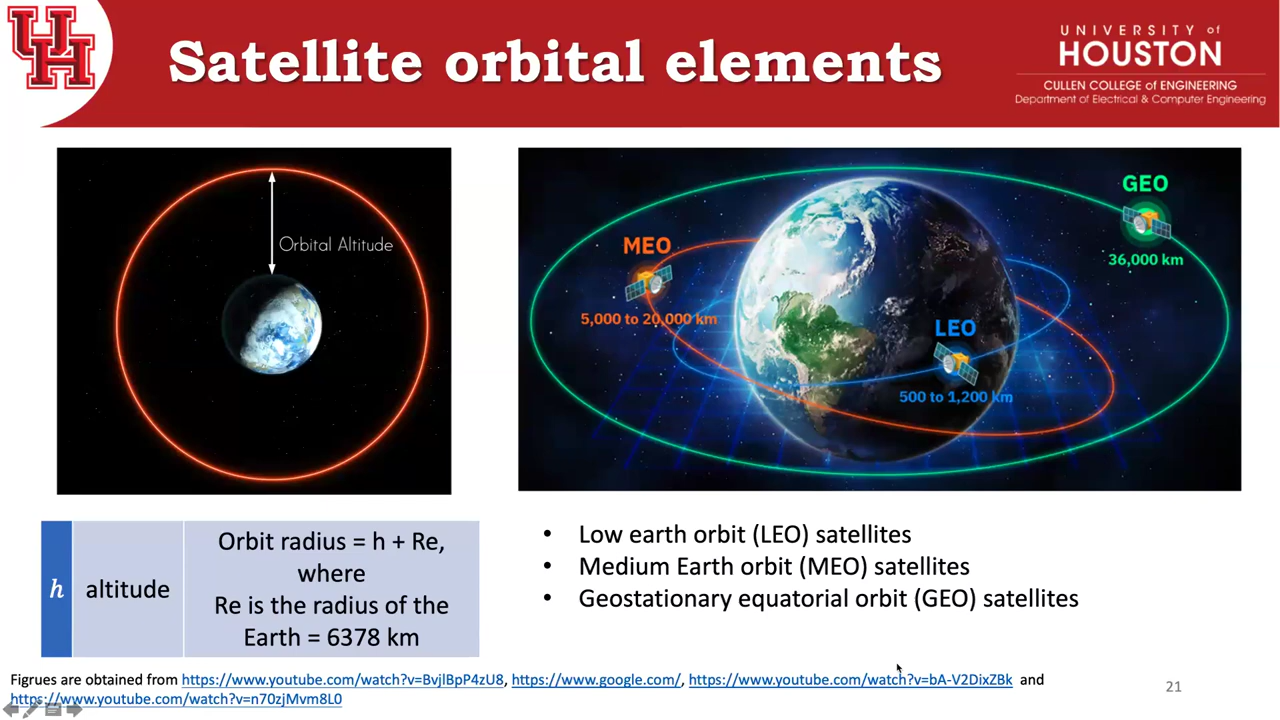 UH
Satellite orbital elements
UNIVERSITY of
HOUSTON
CULLEN COLLEGE of ENGINEERING
Department of Electrical & Computer Engineering
Orbital Altitude
GEO
36,000 km
MEO
5,000 to 20,000 km
LEO
500 to 1,200 km
h
altitude
Orbit radius = h + Re,
where
Re is the radius of the
Earth = 6378 km
• Low earth orbit (LEO) satellites
• Medium Earth orbit (MEO) satellites
• Geostationary equatorial orbit (GEO) satellites
Figrues are obtained from https://www.youtube.com/watch?v=BvjlBpP4zU8, https://www.google.com/, https://www.youtube.com/watch?v=bA-V2DixZBk and
https://www.youtube.com/watch?v=n70zjMvm8L0
21